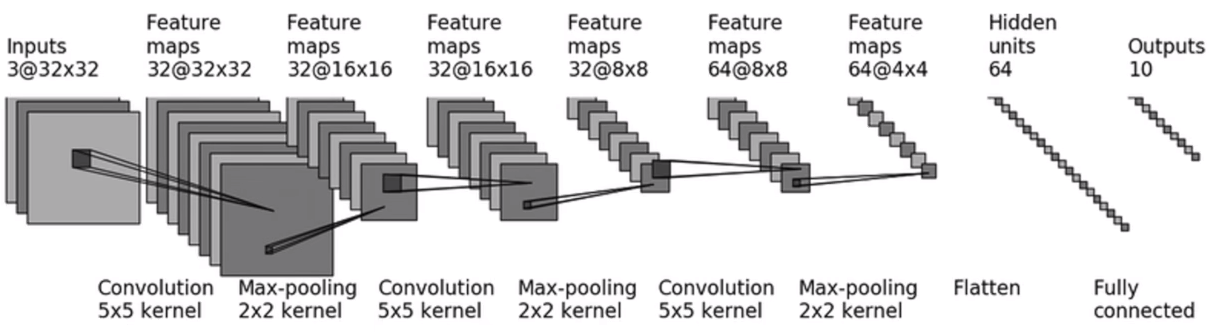 Inputs
3@32x32
Feature
maps
32@32x32
Feature
maps
32@16x16
Feature
maps
32@16x16
Feature
maps
32@8x8
Feature
maps
64@8x8
Feature
maps
64@4x4
Hidden
units
64
Outputs
10
Convolution
5x5 kernel
Max-pooling
2x2 kernel
Convolution
5x5 kernel
Max-pooling
2x2 kernel
Convolution
5x5 kernel
Max-pooling
2x2 kernel
Flatten
Fully
connected